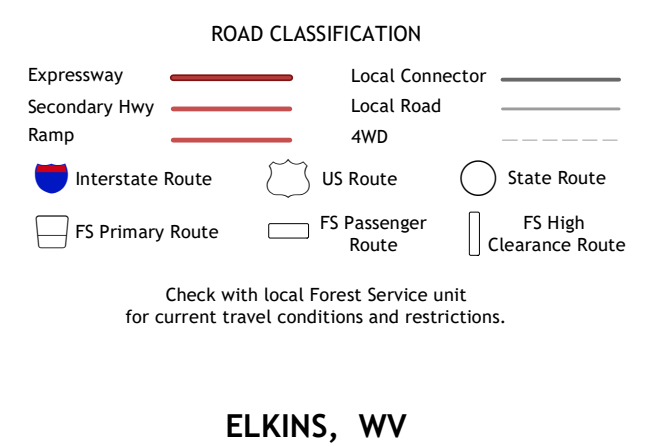 ROAD CLASSIFICATION
Expressway
Local Connector
Secondary Hwy
Local Road
Ramp
4WD
Interstate Route
US Route
State Route
FS Primary Route
FS Passenger
Route
FS High
Clearance Route
Check with local Forest Service unit
for current travel conditions and restrictions.
ELKINS, WV